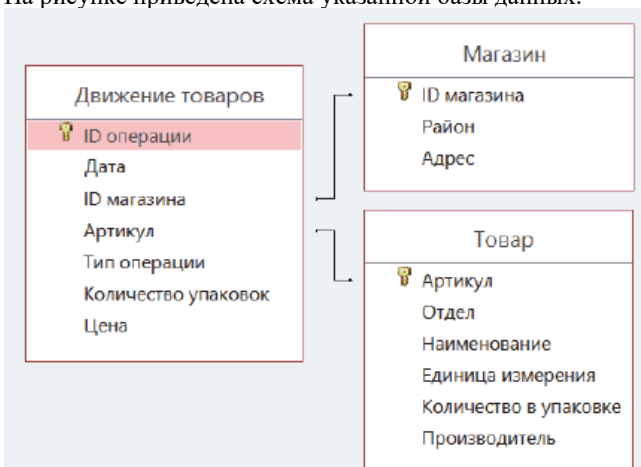 На рисунке приведена схема указанной базы данных.
Движение товаров
ID операции
Дата
ID магазина
Артикул
Тип операции
Количество упаковок
Цена
Магазин
ID магазина
Район
Адрес
Товар
Артикул
Отдел
Наименование
Единица измерения
Количество в упаковке
Производитель